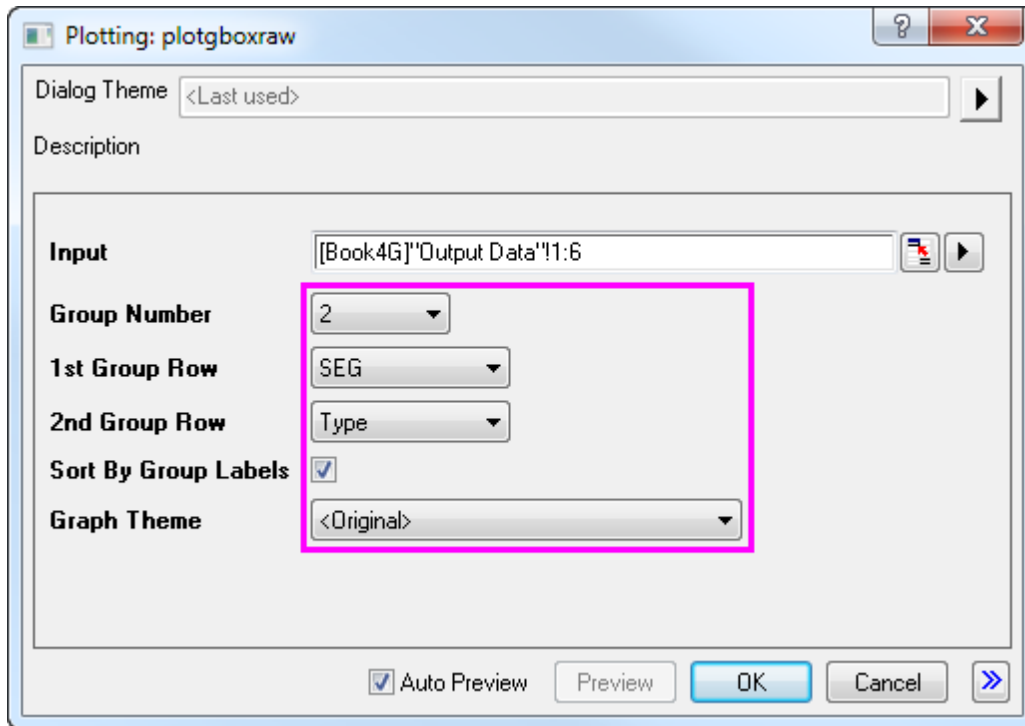 Plotting: plotgboxraw
Dialog Theme <Last used>
Description
Input [Book4G]"Output Data"!1:6
Group Number 2
1st Group Row SEG
2nd Group Row Type
Sort By Group Labels
Graph Theme <Original>
Auto Preview Preview OK Cancel